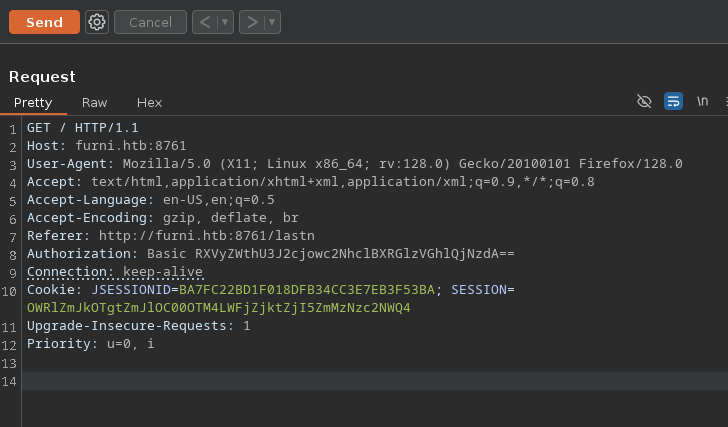 Send Cancel < > 
Request
Pretty Raw Hex \n
1 GET / HTTP/1.1
2 Host: furni.htb:8761
3 User-Agent: Mozilla/5.0 (X11; Linux x86_64; rv:128.0) Gecko/20100101 Firefox/128.0
4 Accept: text/html,application/xhtml+xml,application/xml;q=0.9,*/*;q=0.8
5 Accept-Language: en-US,en;q=0.5
6 Accept-Encoding: gzip, deflate, br
7 Referer: http://furni.htb:8761/lastn
8 Authorization: Basic RXVyZWthU3J2cjowc2NhclBXRGlzVGhlQjNzdA==
9 Connection: keep-alive
10 Cookie: JSESSIONID=BA7FC22BD1F018DFB34CC3E7EB3F53BA; SESSION=
OWRlZmJkOTgtZmJlOC00OTM4LWFjZjktZjI5ZmMzNzc2NWQ4
11 Upgrade-Insecure-Requests: 1
12 Priority: u=0, i
13
14